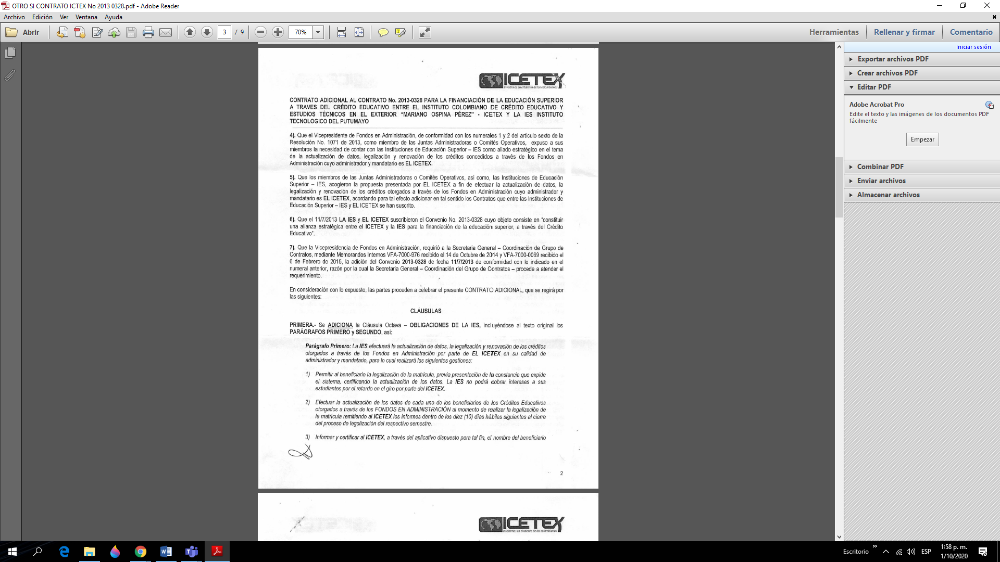 OTRO SI CONTRATO ICTEX No 2013 0328.pdf - Adobe Reader
Archivo Edición Ver Ventana Ayuda
Abrir 3 / 9 70% Herramientas Rellenar y firmar Comentario
Iniciar sesión
Exportar archivos PDF
Crear archivos PDF
Editar PDF
Adobe Acrobat Pro
Edite el texto y las imágenes de los documentos PDF
fácilmente
Empezar
Combinar PDF
Enviar archivos
Almacenar archivos
ICETEX
Invertimos en el talento de los colombianos
CONTRATO ADICIONAL AL CONTRATO No. 2013-0328 PARA LA FINANCIACIÓN DE LA EDUCACIÓN SUPERIOR
A TRAVES DEL CRÉDITO EDUCATIVO ENTRE EL INSTITUTO COLOMBIANO DE CRÉDITO EDUCATIVO Y
ESTUDIOS TÉCNICOS EN EL EXTERIOR “MARIANO OSPINA PÉREZ” - ICETEX Y LA IES INSTITUTO
TECNOLOGICO DEL PUTUMAYO
4). Que el Vicepresidente de Fondos en Administración, de conformidad con los numerales 1 y 2 del articulo sexto de la
Resolución No. 1071 de 2013, como miembro de las Juntas Administradoras o Comités Operativos, expuso a sus
miembros la necesidad de contar con las Instituciones de Educación Superior – IES como aliado estratégico en el tema
de la actualización de datos, legalización y renovación de los créditos concedidos a través de los Fondos en
Administración cuyo administrador y mandatario es EL ICETEX.
5). Que los miembros de las Juntas Administradoras o Comités Operativos, asi como, las Instituciones de Educación
Superior – IES, acogieron la propuesta presentada por EL ICETEX a fin de efectuar la actualización de datos, la
legalización y renovación de los créditos otorgados a través de los Fondos en Administración cuyo administrador y
mandatario es EL ICETEX, acordando para tal efecto adicionar en tal sentido los Contratos que entre las Instituciones de
Educación Superior – IES y EL ICETEX se han suscrito.
6). Que el 11/7/2013 LA IES y EL ICETEX suscribieron el Convenio No. 2013-0328 cuyo objeto consiste en “constituir
una alianza estratégica entre el ICETEX y la IES para la financiación de la educación superior, a través del Crédito
Educativo”.
7). Que la Vicepresidencia de Fondos en Administración, requirió a la Secretaria General – Coordinación de Grupo de
Contratos, mediante Memorandos Internos VFA-7000-976 recibido el 14 de Octubre de 2014 y VFA-7000-0069 recibido el
6 de Febrero de 2015, la adición del Convenio 2013-0328 de fecha 11/7/2013 de conformidad con lo indicado en el
numeral anterior, razón por la cual la Secretaria General – Coordinación del Grupo de Contratos – procede a atender el
requerimiento.
En consideración con lo expuesto, las partes proceden a celebrar el presente CONTRATO ADICIONAL, que se regirá por
las siguientes:
CLÁUSULAS
PRIMERA.- Se ADICIONA la Cláusula Octava – OBLIGACIONES DE LA IES, incluyéndose al texto original los
PARÁGRAFOS PRIMERO y SEGUNDO, así:
Parágrafo Primero: La IES efectuará la actualización de datos, la legalización y renovación de los créditos
otorgados a través de los Fondos en Administración por parte de EL ICETEX en su calidad de
administrador y mandatario, para lo cual realizará las siguientes gestiones:
1) Permitir al beneficiario la legalización de la matrícula, previa presentación de la constancia que expide
el sistema, certificando la actualización de los datos. La IES no podrá cobrar intereses a sus
estudiantes por el retardo en el giro por parte del ICETEX.
2) Efectuar la actualización de los datos de cada uno de los beneficiarios de los Créditos Educativos
otorgados a través de los FONDOS EN ADMINISTRACIÓN al momento de realizar la legalización de
la matrícula remitiendo al ICETEX los informes dentro de los diez (10) días hábiles siguientes al cierre
del proceso de legalización del respectivo semestre.
3) Informar y certificar al ICETEX, a través del aplicativo dispuesto para tal fin, el nombre del beneficiario
2
ICETEX
Invertimos en el talento de los colombianos
Escritorio ESP 1:58 p. m.
1/10/2020